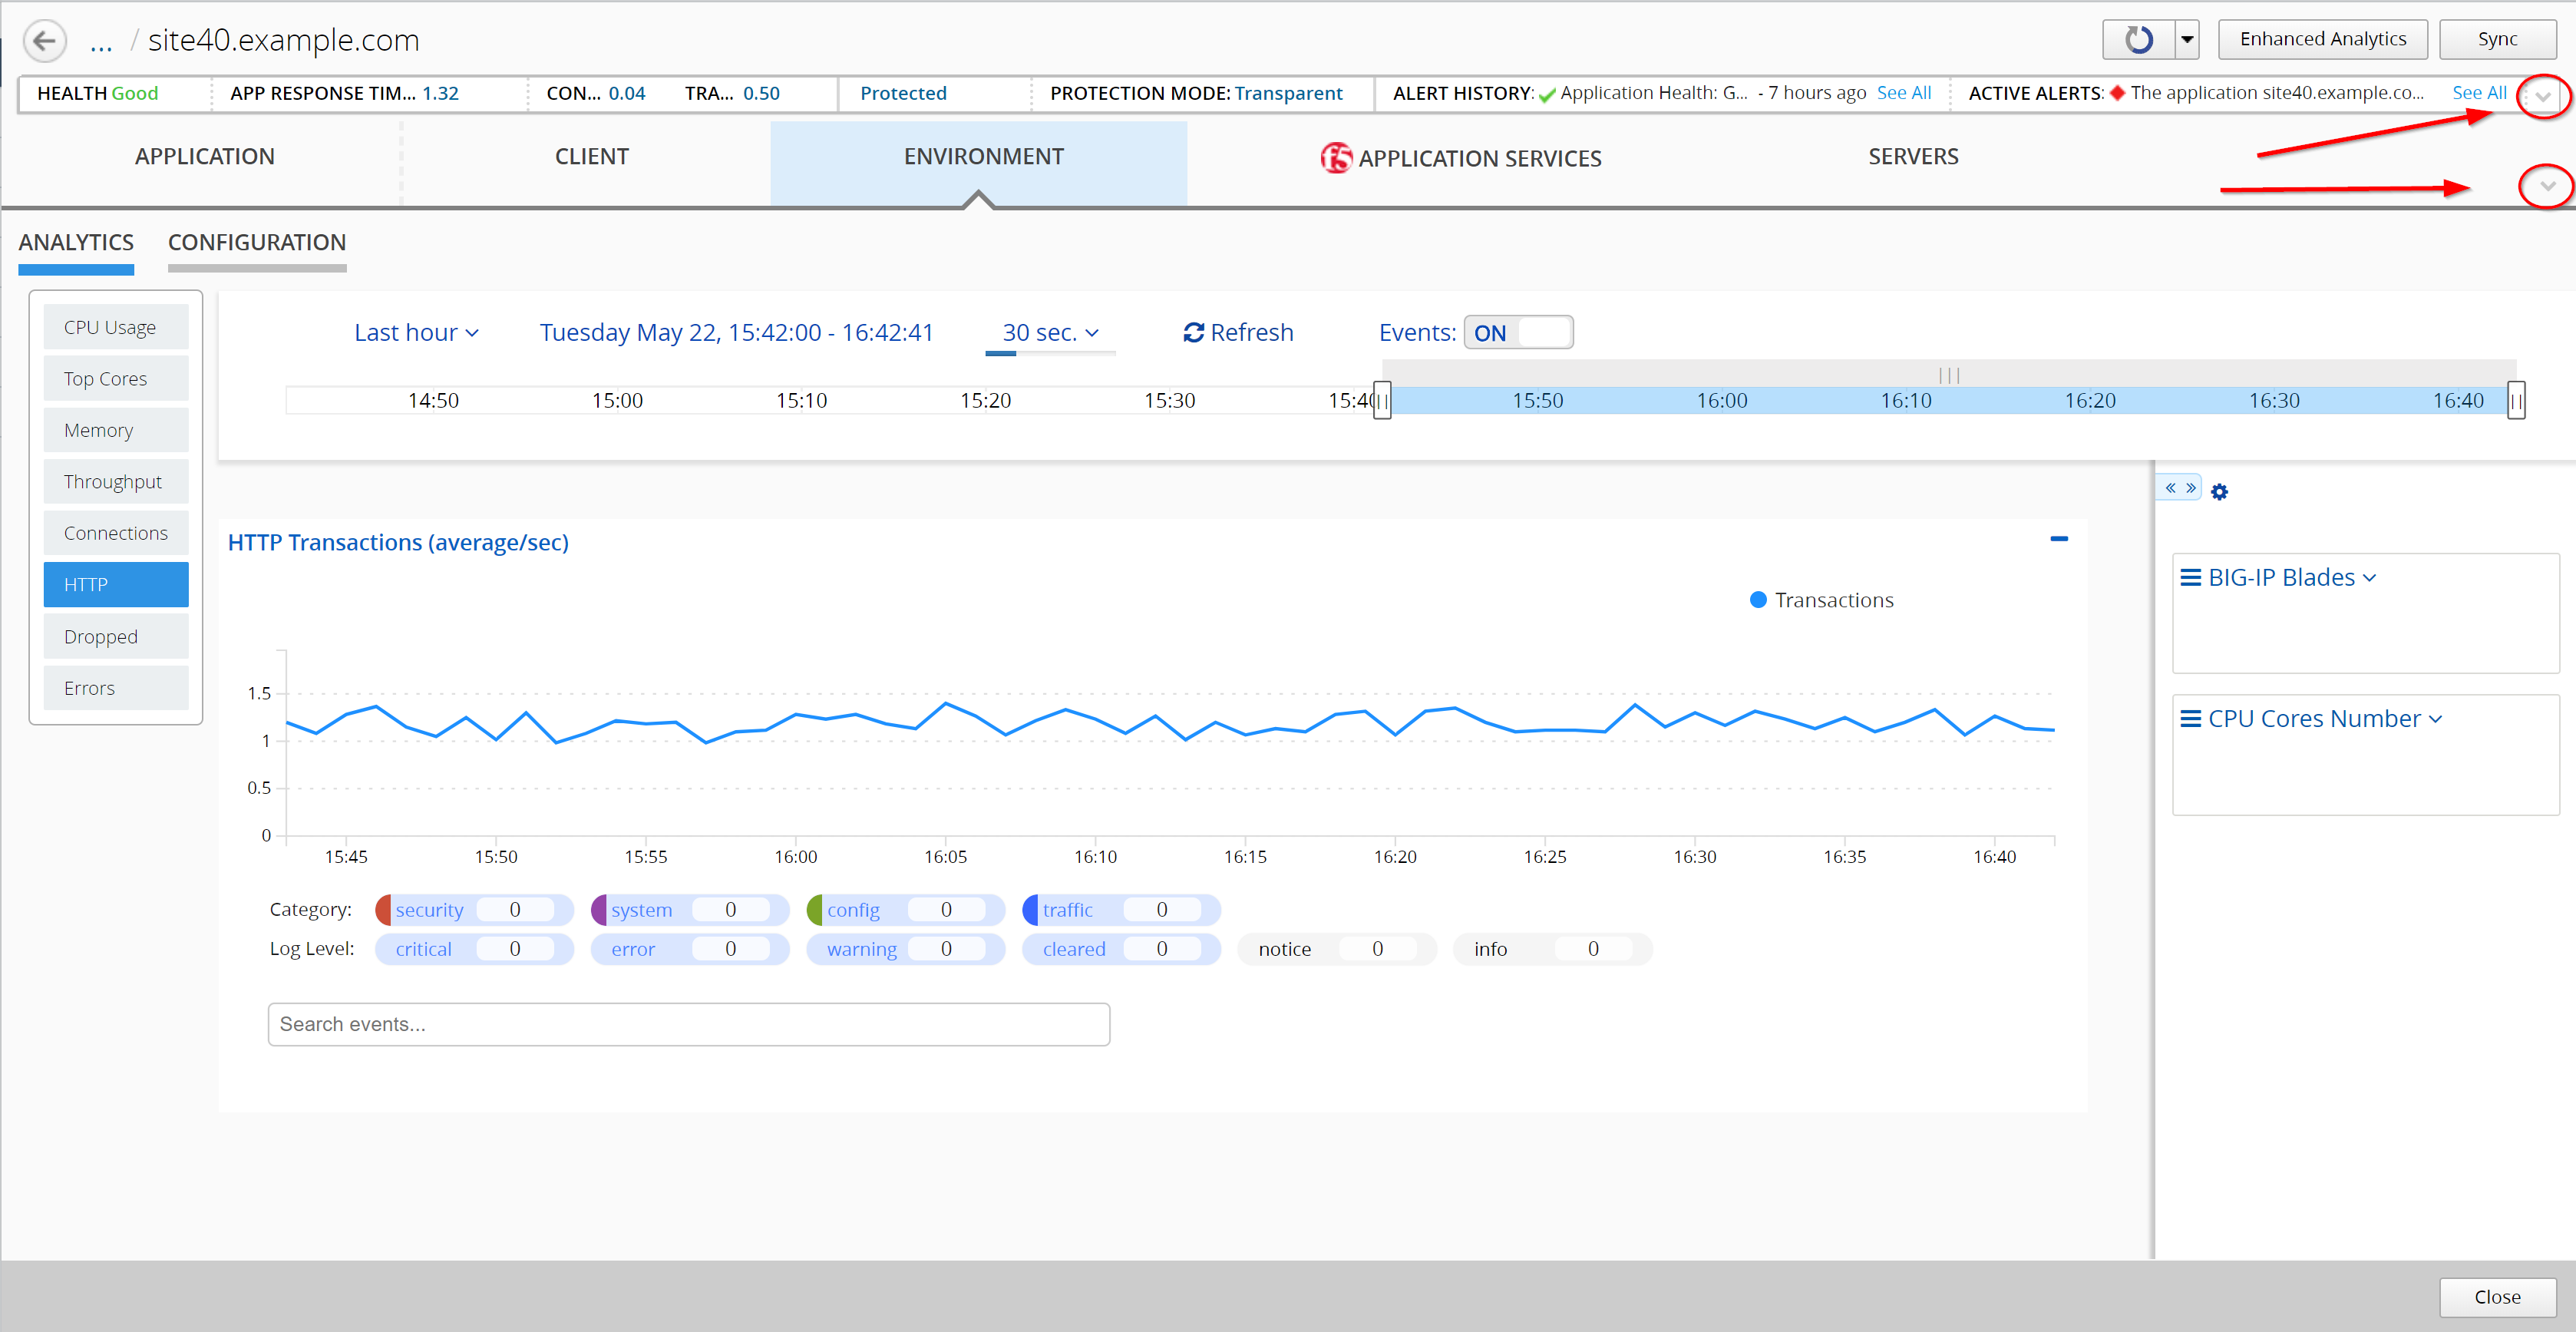 ... / site40.example.com
Enhanced Analytics
Sync
HEALTH Good
APP RESPONSE TIM... 1.32
CON... 0.04
TRA... 0.50
Protected
PROTECTION MODE: Transparent
ALERT HISTORY: Application Health: G... - 7 hours ago See All
ACTIVE ALERTS: The application site40.example.co... See All
APPLICATION
CLIENT
ENVIRONMENT
f5 APPLICATION SERVICES
SERVERS
ANALYTICS
CONFIGURATION
CPU Usage
Top Cores
Memory
Throughput
Connections
HTTP
Dropped
Errors
Last hour
Tuesday May 22, 15:42:00 - 16:42:41
30 sec.
Refresh
Events: ON
14:50 15:00 15:10 15:20 15:30 15:40 15:50 16:00 16:10 16:20 16:30 16:40
HTTP Transactions (average/sec)
Transactions
1.5
1
0.5
0
15:45 15:50 15:55 16:00 16:05 16:10 16:15 16:20 16:25 16:30 16:35 16:40
Category: security 0 system 0 config 0 traffic 0
Log Level: critical 0 error 0 warning 0 cleared 0 notice 0 info 0
Search events...
« »
BIG-IP Blades
CPU Cores Number
Close